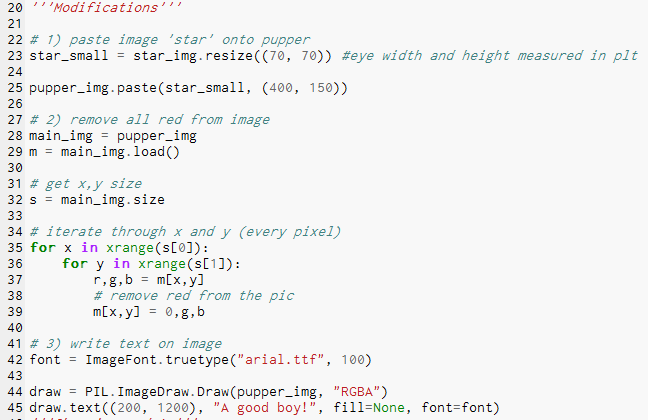 20 '''Modifications'''
21
22 # 1) paste image 'star' onto pupper
23 star_small = star_img.resize((70, 70)) #eye width and height measured in plt
24
25 pupper_img.paste(star_small, (400, 150))
26
27 # 2) remove all red from image
28 main_img = pupper_img
29 m = main_img.load()
30
31 # get x,y size
32 s = main_img.size
33
34 # iterate through x and y (every pixel)
35 for x in xrange(s[0]):
36     for y in xrange(s[1]):
37         r,g,b = m[x,y]
38         # remove red from the pic
39         m[x,y] = 0,g,b
40
41 # 3) write text on image
42 font = ImageFont.truetype("arial.ttf", 100)
43
44 draw = PIL.ImageDraw.Draw(pupper_img, "RGBA")
45 draw.text((200, 1200), "A good boy!", fill=None, font=font)